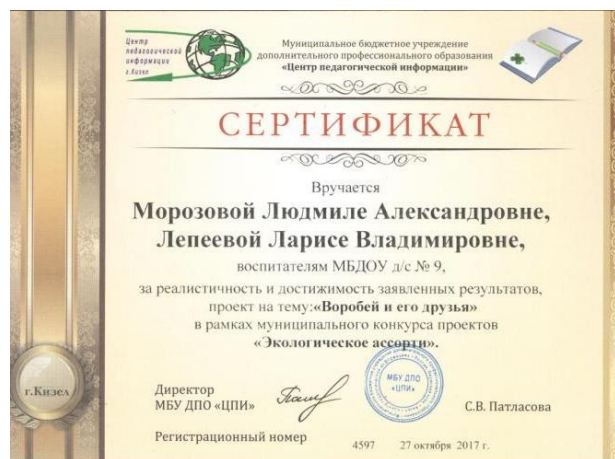 Центр
педагогической
информации
г.Кизел
Муниципальное бюджетное учреждение
дополнительного профессионального образования
«Центр педагогической информации»
СЕРТИФИКАТ
Вручается
Морозовой Людмиле Александровне,
Лепеевой Ларисе Владимировне,
воспитателям МБДОУ д/с № 9,
за реалистичность и достижимость заявленных результатов,
проект на тему:«Воробей и его друзья»
в рамках муниципального конкурса проектов
«Экологическое ассорти».
г.Кизел
Директор
МБУ ДПО «ЦПИ»
МБУ ДПО
«ЦПИ»
С.В. Патласова
Регистрационный номер 4597 27 октября 2017 г.